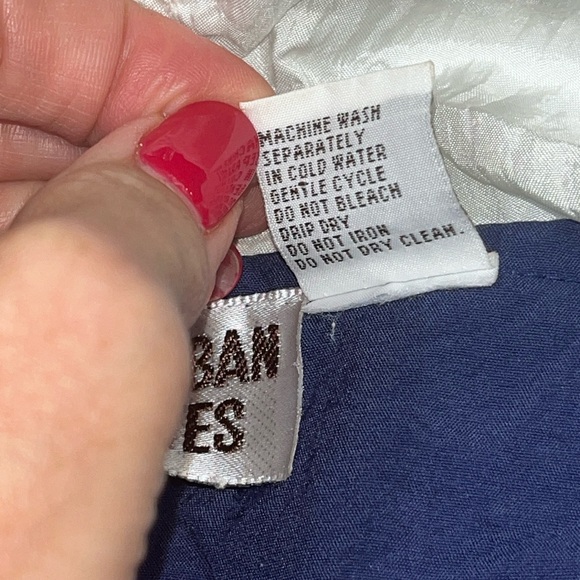 MACHINE WASH
SEPARATELY
IN COLD WATER
GENTLE CYCLE
DO NOT BLEACH
DRIP DRY
DO NOT IRON
DO NOT DRY CLEAN.
BAN
ES